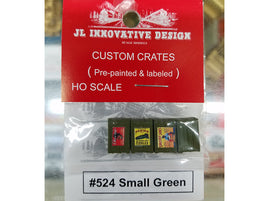 JL INNOVATIVE DESIGN
CUSTOM CRATES
( Pre-painted & labeled )
HO SCALE
#524 Small Green